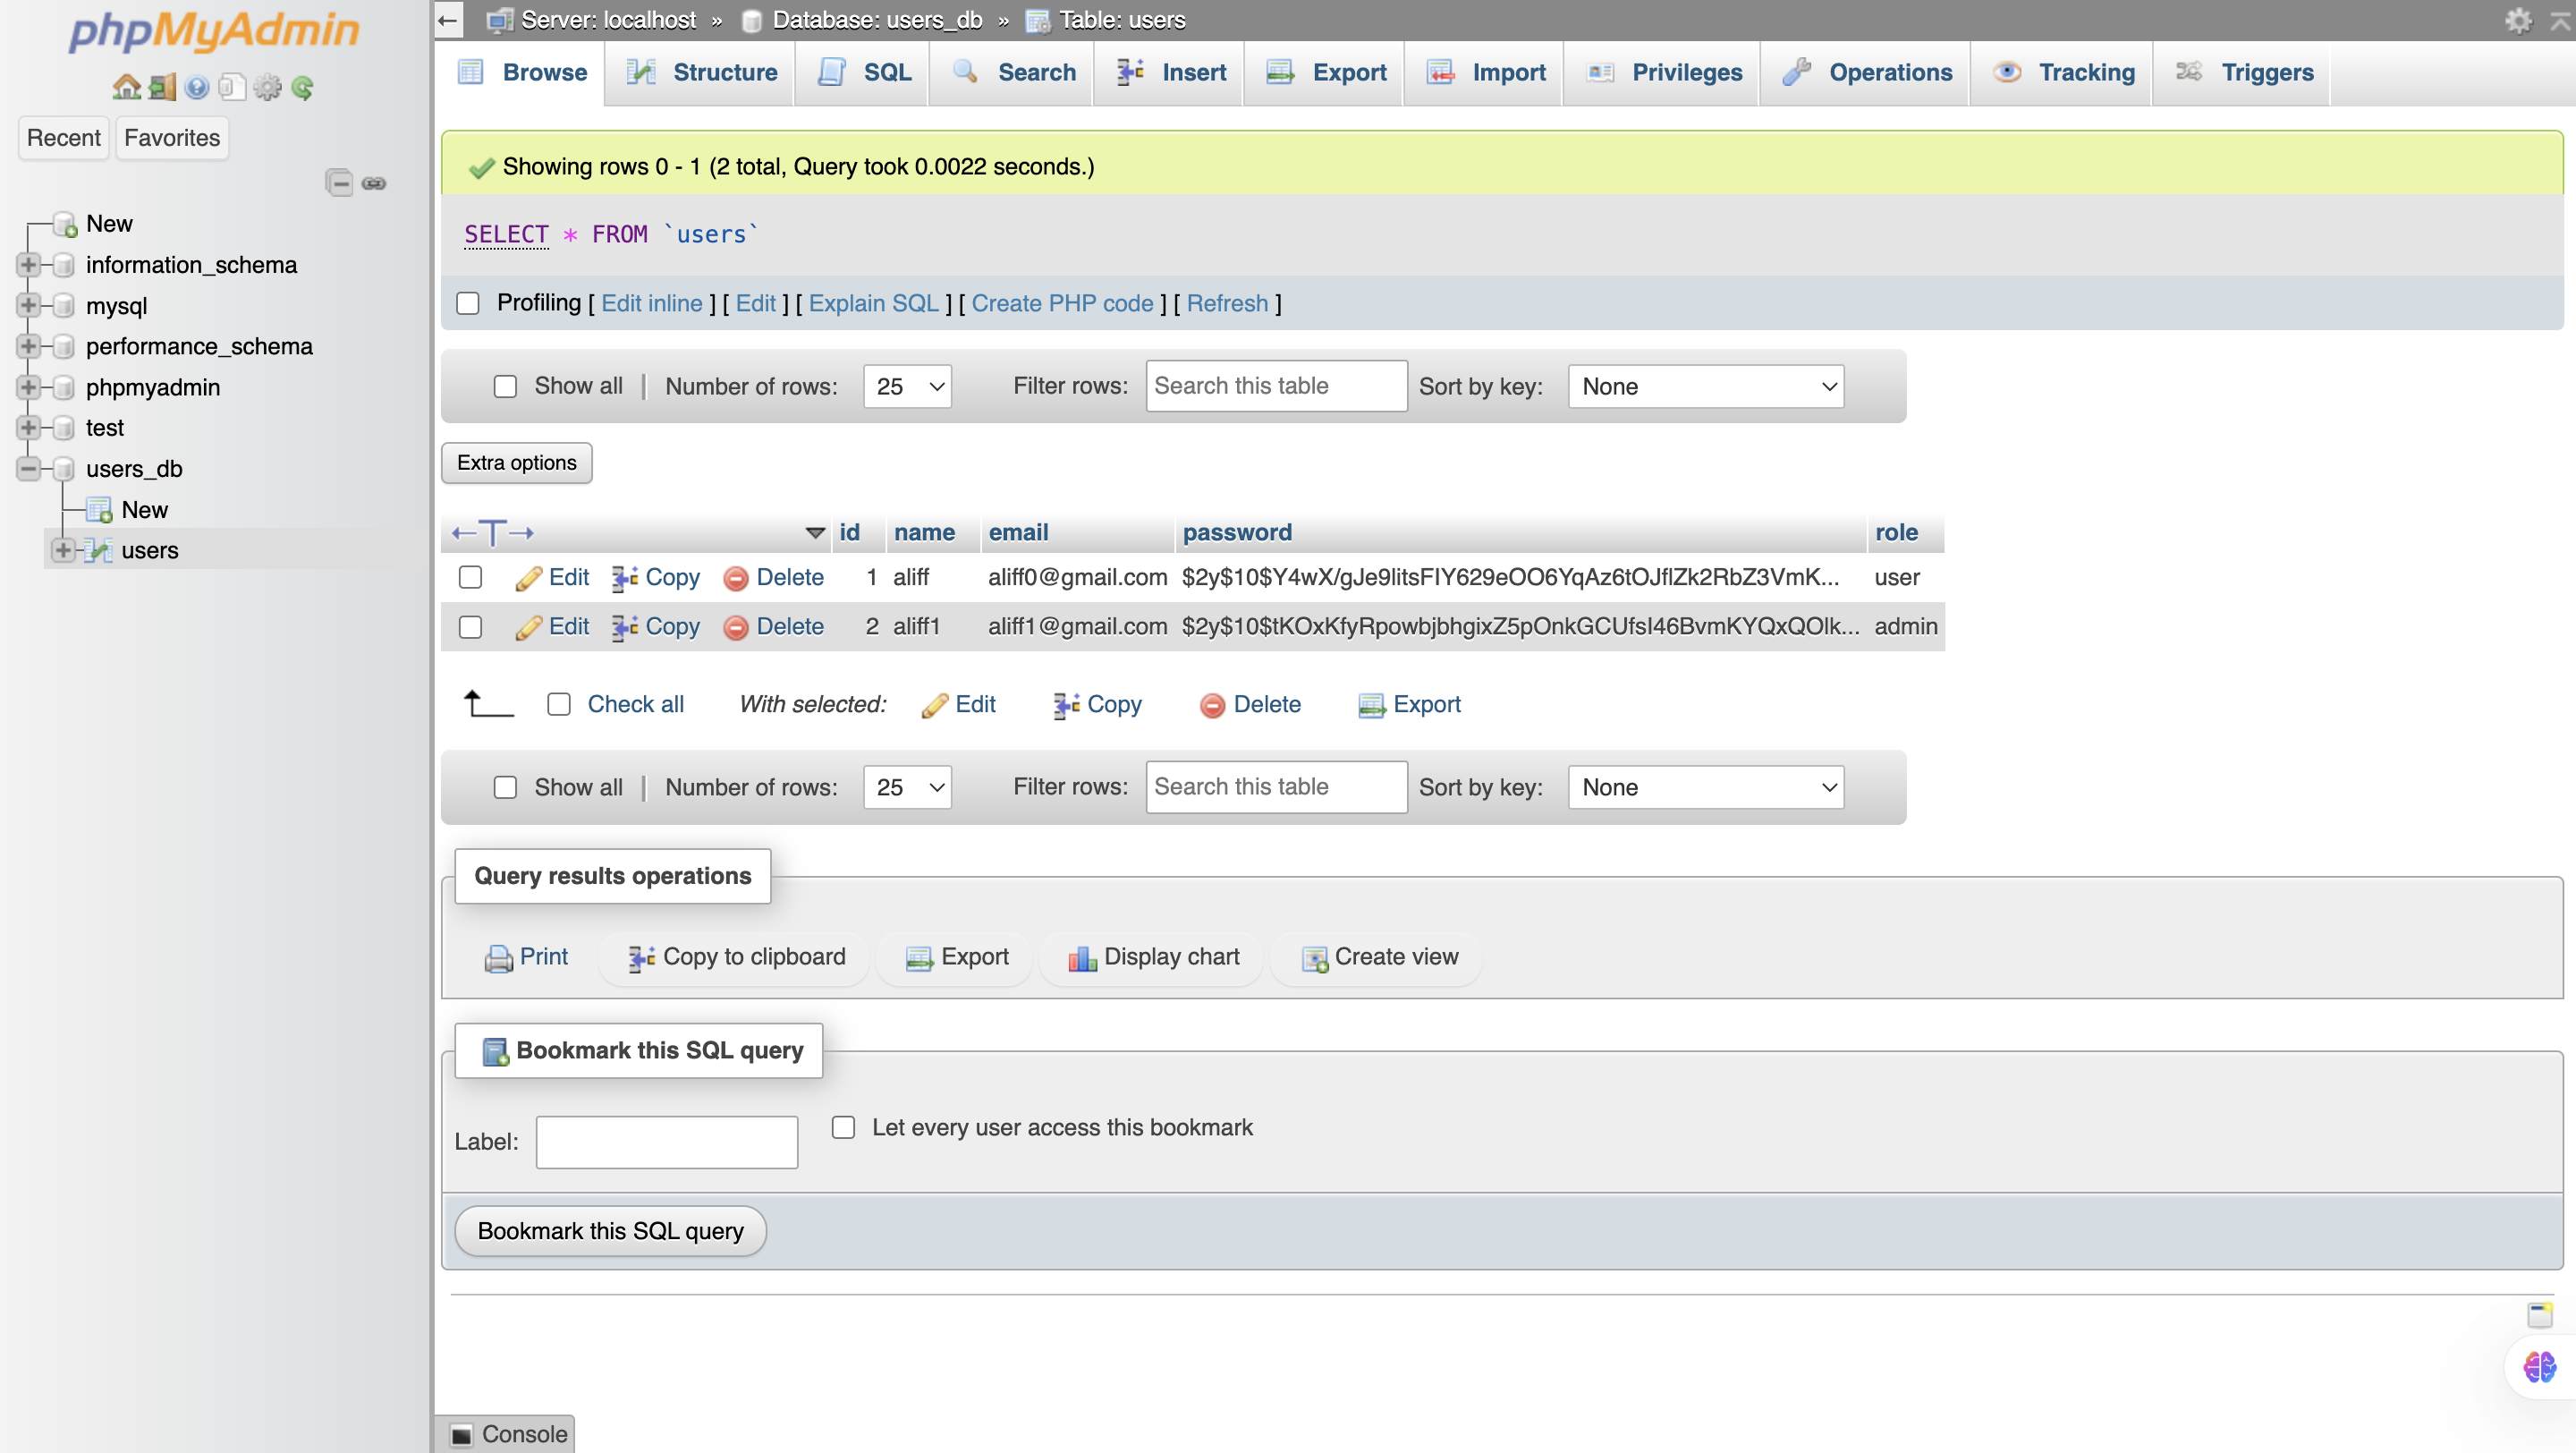 phpMyAdmin
Recent Favorites
New
information_schema
mysql
performance_schema
phpmyadmin
test
users_db
New
users
Server: localhost » Database: users_db » Table: users
Browse Structure SQL Search Insert Export Import Privileges Operations Tracking Triggers
Showing rows 0 - 1 (2 total, Query took 0.0022 seconds.)
SELECT * FROM `users`
Profiling [ Edit inline ] [ Edit ] [ Explain SQL ] [ Create PHP code ] [ Refresh ]
Show all | Number of rows: 25 Filter rows: Search this table Sort by key: None
Extra options
←T→ id name email password role
Edit Copy Delete 1 aliff aliff0@gmail.com $2y$10$Y4wX/gJe9litsFlY629eOO6YqAz6tOJflZk2RbZ3VmK... user
Edit Copy Delete 2 aliff1 aliff1@gmail.com $2y$10$tKOxKfyRpowbjbhgixZ5pOnkGCUfsI46BvmKYQxQOlk... admin
Check all With selected: Edit Copy Delete Export
Show all | Number of rows: 25 Filter rows: Search this table Sort by key: None
Query results operations
Print Copy to clipboard Export Display chart Create view
Bookmark this SQL query
Label: Let every user access this bookmark
Bookmark this SQL query
Console